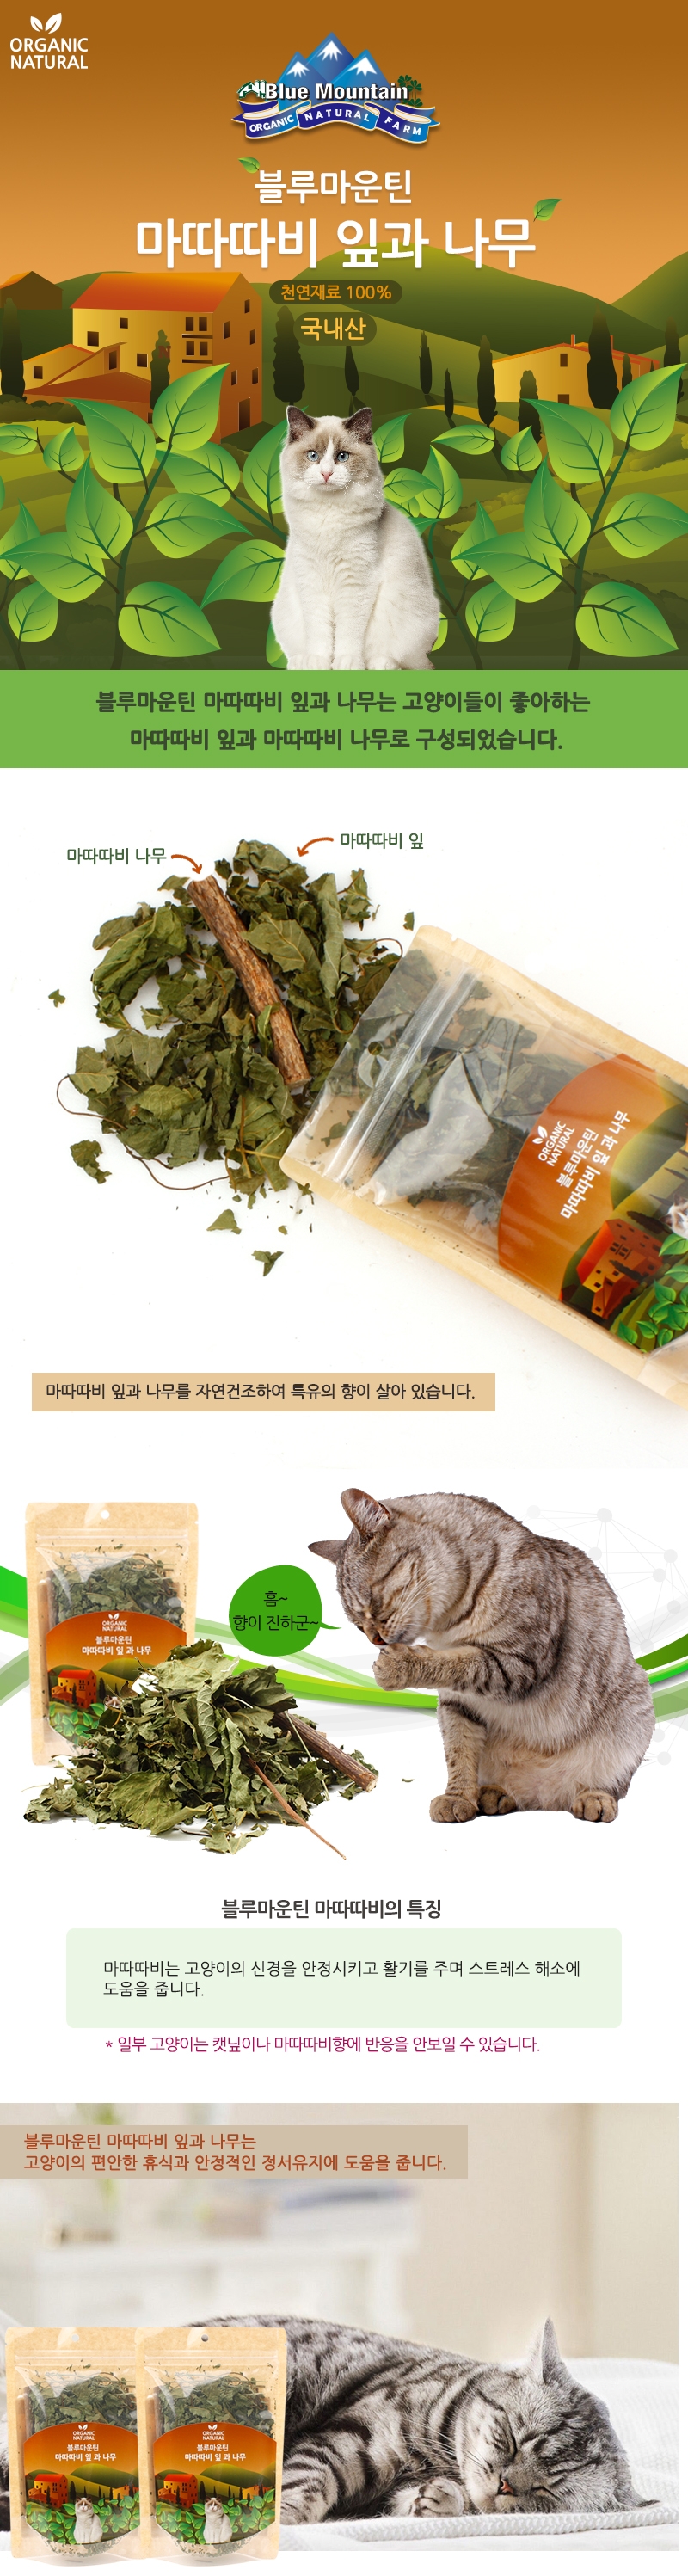 ORGANIC
NATURAL
Blue Mountain
ORGANIC NATURAL FARM
블루마운틴
마따따비 잎과 나무
천연재료 100%
국내산
블루마운틴 마따따비 잎과 나무는 고양이들이 좋아하는
마따따비 잎과 마따따비 나무로 구성되었습니다.
마따따비 나무
마따따비 잎
ORGANIC
NATURAL
블루마운틴
마따따비 잎 과 나무
마따따비 잎과 나무를 자연건조하여 특유의 향이 살아 있습니다.
흠~
향이 진하군~
ORGANIC
NATURAL
블루마운틴
마따따비 잎 과 나무
블루마운틴 마따따비의 특징
마따따비는 고양이의 신경을 안정시키고 활기를 주며 스트레스 해소에
도움을 줍니다.
* 일부 고양이는 캣닢이나 마따따비향에 반응을 안보일 수 있습니다.
블루마운틴 마따따비 잎과 나무는
고양이의 편안한 휴식과 안정적인 정서유지에 도움을 줍니다.
ORGANIC
NATURAL
블루마운틴
마따따비 잎 과 나무
ORGANIC
NATURAL
블루마운틴
마따따비 잎 과 나무